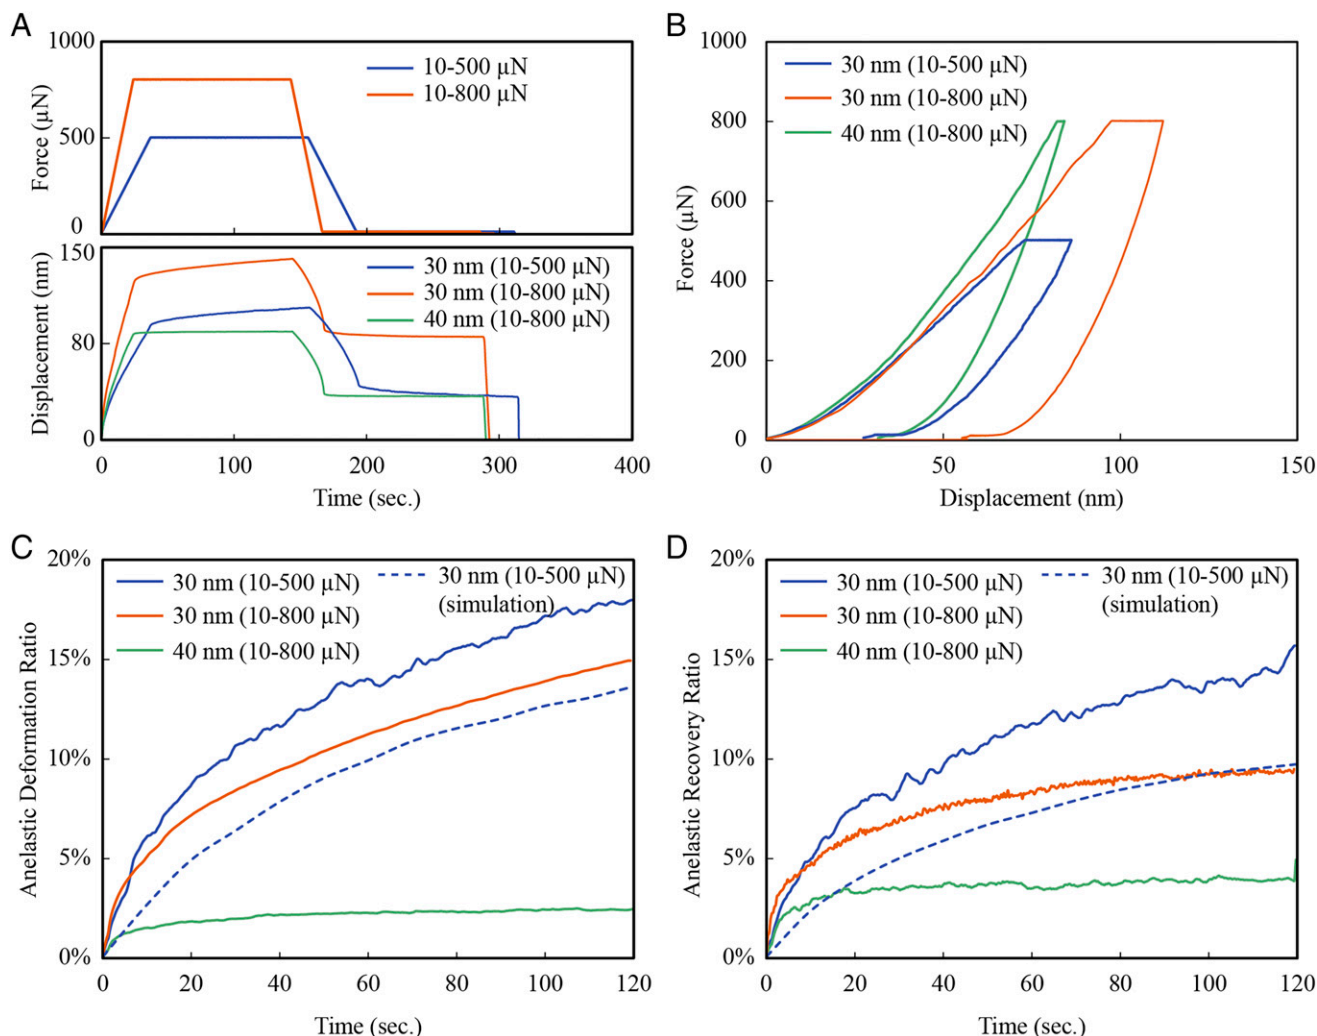 A
1000
500
0
Force (μN)
10-500 μN
10-800 μN
150
80
0
Displacement (nm)
30 nm (10-500 μN)
30 nm (10-800 μN)
40 nm (10-800 μN)
0 100 200 300 400
Time (sec.)
B
1000
800
600
400
200
0
Force (μN)
30 nm (10-500 μN)
30 nm (10-800 μN)
40 nm (10-800 μN)
0 50 100 150
Displacement (nm)
C
20%
15%
10%
5%
0%
Anelastic Deformation Ratio
30 nm (10-500 μN)
30 nm (10-800 μN)
40 nm (10-800 μN)
30 nm (10-500 μN)
(simulation)
0 20 40 60 80 100 120
Time (sec.)
D
20%
15%
10%
5%
0%
Anelastic Recovery Ratio
30 nm (10-500 μN)
30 nm (10-800 μN)
40 nm (10-800 μN)
30 nm (10-500 μN)
(simulation)
0 20 40 60 80 100 120
Time (sec.)